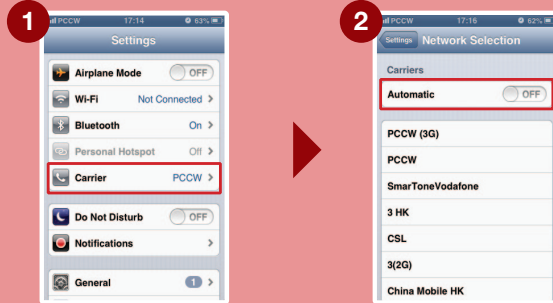 1
PCCW 17:14 63%
Settings
Airplane Mode OFF
Wi-Fi Not Connected
Bluetooth On
Personal Hotspot Off
Carrier PCCW
Do Not Disturb OFF
Notifications
General 1
2
PCCW 17:16 62%
Settings Network Selection
Carriers
Automatic OFF
PCCW (3G)
PCCW
SmarToneVodafone
3 HK
CSL
3(2G)
China Mobile HK